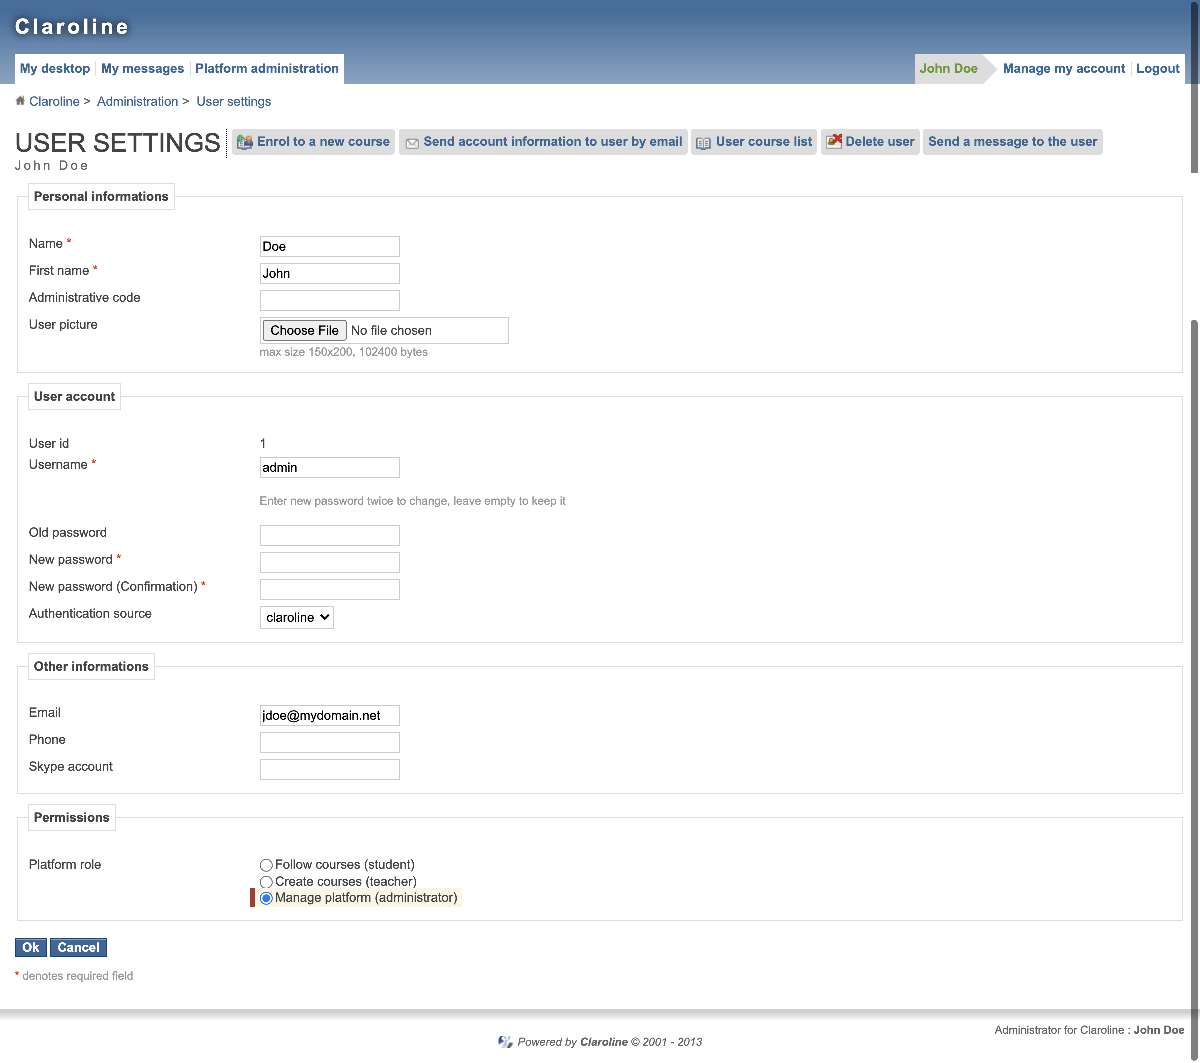 Claroline
My desktop My messages Platform administration John Doe Manage my account Logout
Claroline > Administration > User settings
USER SETTINGS Enrol to a new course Send account information to user by email User course list Delete user Send a message to the user
John Doe
Personal informations
Name * Doe
First name * John
Administrative code
User picture Choose File No file chosen
max size 150x200, 102400 bytes
User account
User id 1
Username * admin
Enter new password twice to change, leave empty to keep it
Old password
New password *
New password (Confirmation) *
Authentication source claroline
Other informations
Email jdoe@mydomain.net
Phone
Skype account
Permissions
Platform role Follow courses (student)
Create courses (teacher)
Manage platform (administrator)
Ok Cancel
* denotes required field
Administrator for Claroline : John Doe
Powered by Claroline © 2001 - 2013